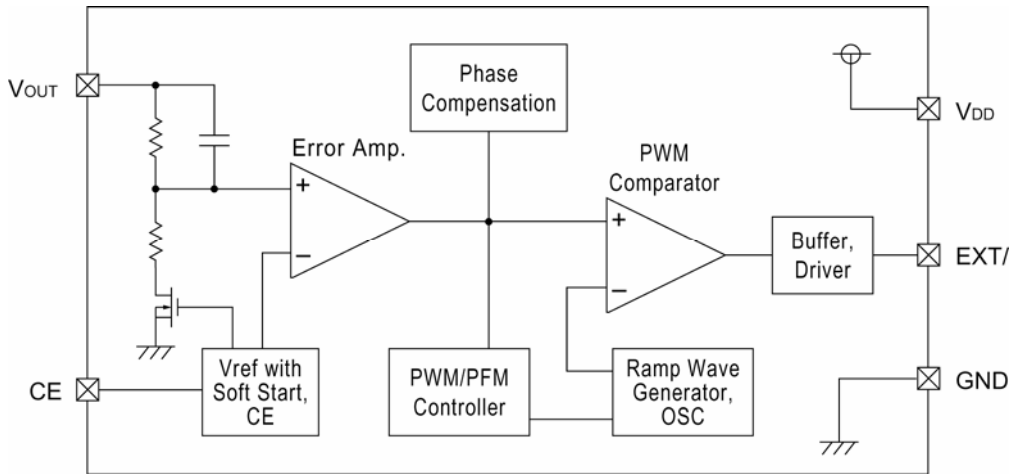 Phase
Compensation
VOUT
VDD
Error Amp.
PWM
Comparator
+
−
+
−
Buffer,
Driver
EXT/
Vref with
Soft Start,
CE
PWM/PFM
Controller
Ramp Wave
Generator,
OSC
CE
GND